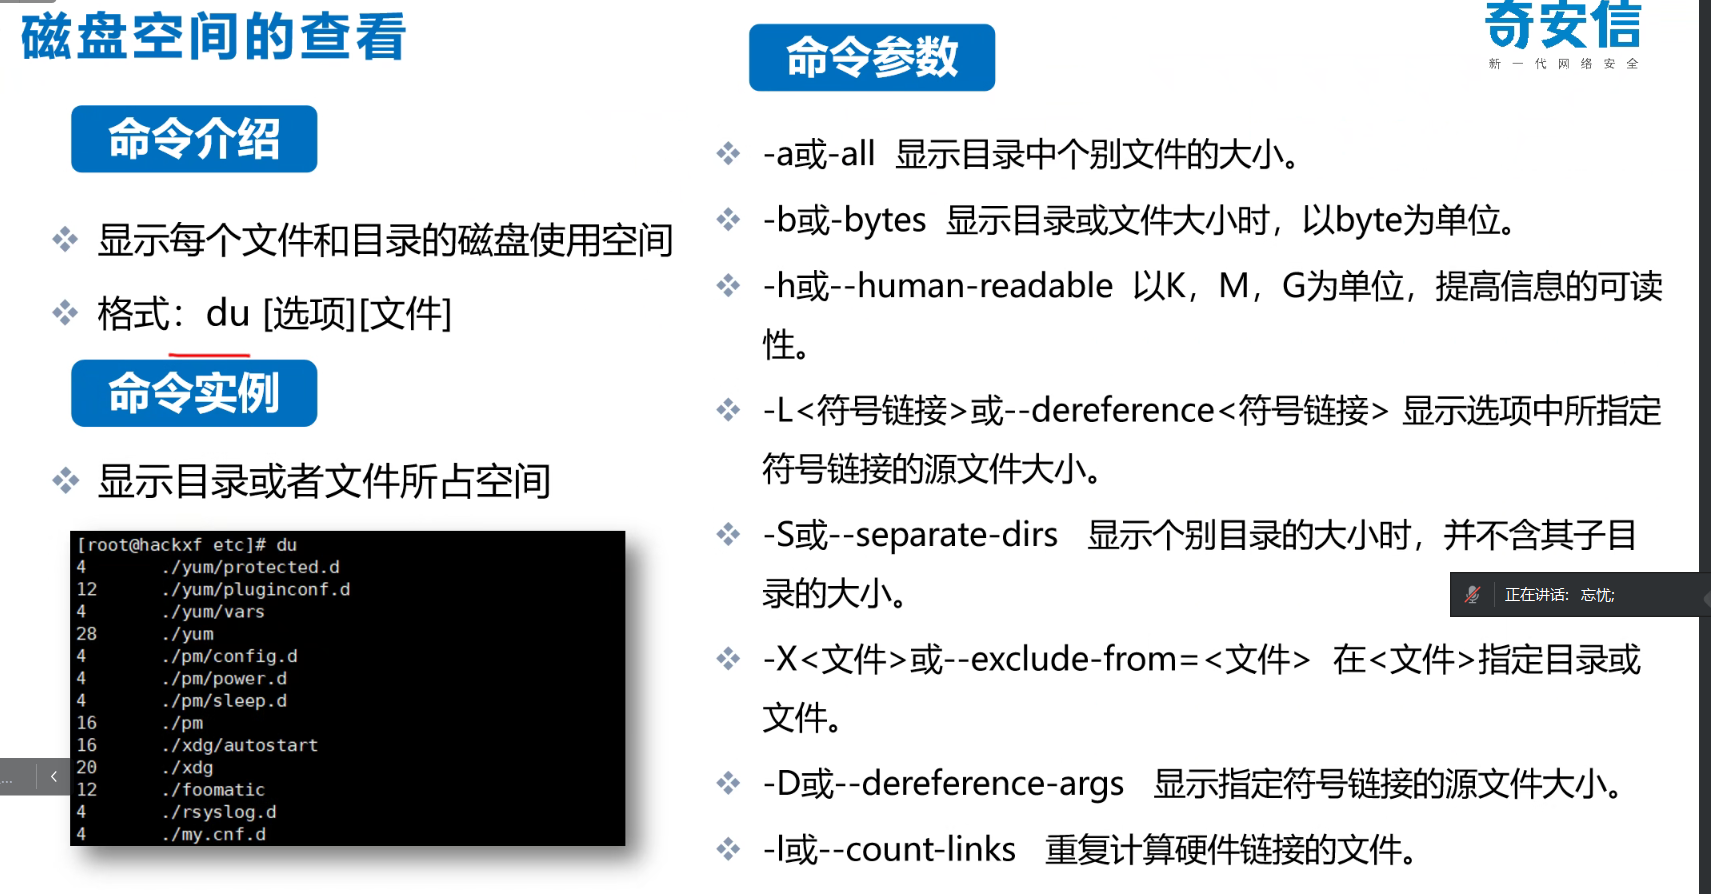 磁盘空间的查看
命令介绍
显示每个文件和目录的磁盘使用空间
格式：du [选项][文件]
命令实例
显示目录或者文件所占空间
[root@hackxf etc]# du
4 ./yum/protected.d
12 ./yum/pluginconf.d
4 ./yum/vars
28 ./yum
4 ./pm/config.d
4 ./pm/power.d
4 ./pm/sleep.d
16 ./pm
16 ./xdg/autostart
20 ./xdg
12 ./foomatic
4 ./rsyslog.d
4 ./my.cnf.d
...
奇安信
新一代网络安全
命令参数
-a或-all 显示目录中个别文件的大小。
-b或-bytes 显示目录或文件大小时，以byte为单位。
-h或--human-readable 以K，M，G为单位，提高信息的可读
性。
-L<符号链接>或--dereference<符号链接> 显示选项中所指定
符号链接的源文件大小。
-S或--separate-dirs 显示个别目录的大小时，并不含其子目
录的大小。
正在讲话: 忘忧;
-X<文件>或--exclude-from=<文件> 在<文件>指定目录或
文件。
-D或--dereference-args 显示指定符号链接的源文件大小。
-l或--count-links 重复计算硬件链接的文件。